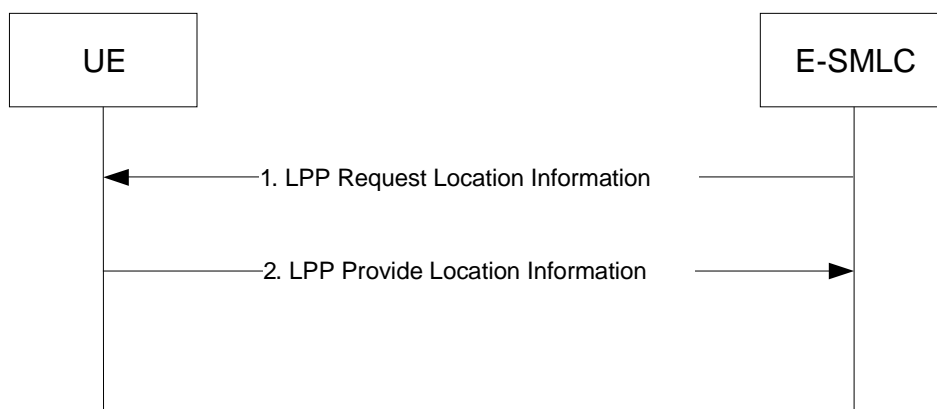 UE
E-SMLC
1. LPP Request Location Information
2. LPP Provide Location Information